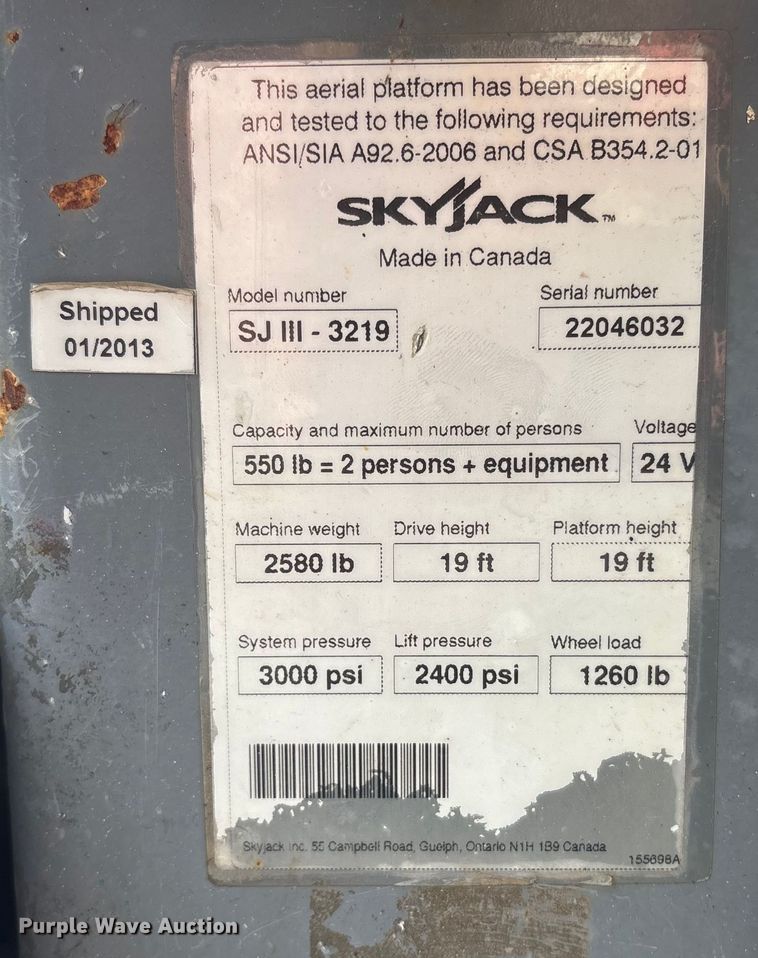 This aerial platform has been designed
and tested to the following requirements:
ANSI/SIA A92.6-2006 and CSA B354.2-01
SKYJACK™
Made in Canada
Shipped
01/2013
Model number
Serial number
SJ III - 3219
22046032
Capacity and maximum number of persons
Voltage
550 lb = 2 persons + equipment
24 V
Machine weight
Drive height
Platform height
2580 lb
19 ft
19 ft
System pressure
Lift pressure
Wheel load
3000 psi
2400 psi
1260 lb
Skyjack Inc. 55 Campbell Road, Guelph, Ontario N1H 1B9 Canada
155698A
Purple Wave Auction